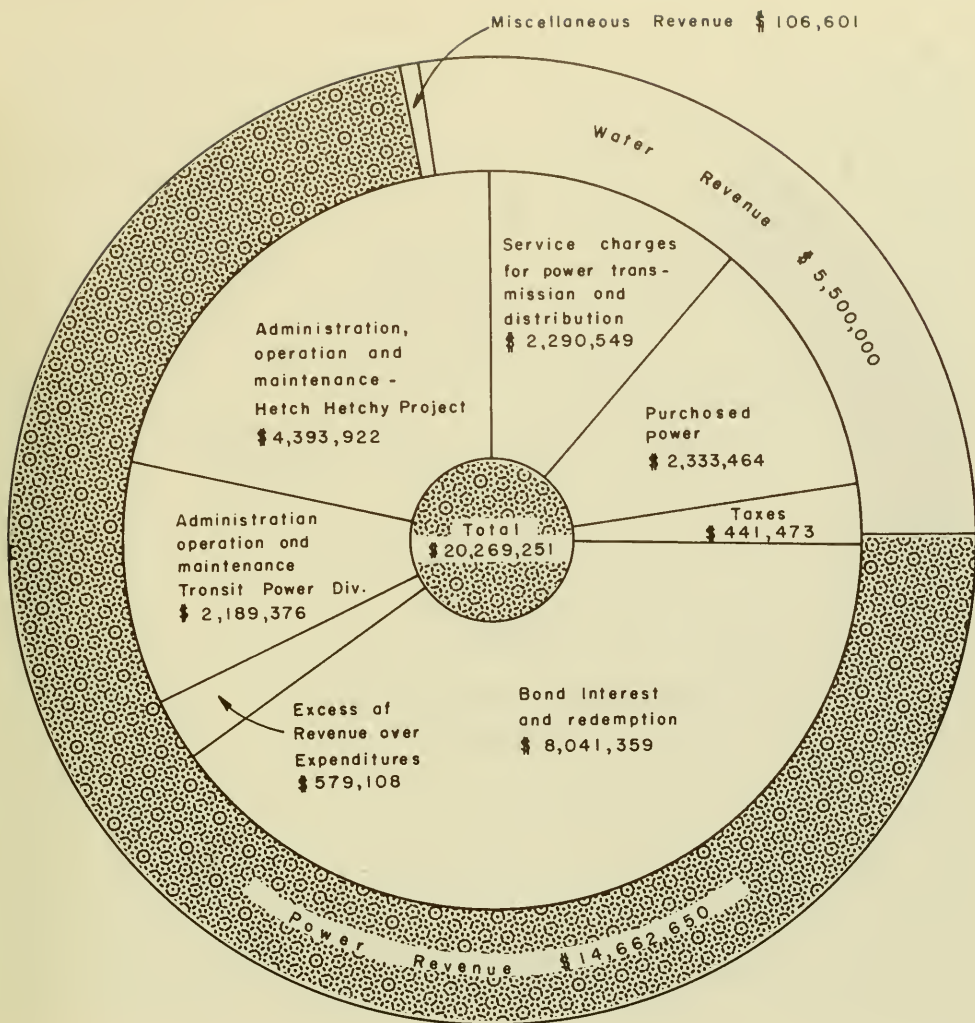 Miscellaneous Revenue $ 106,601
Water Revenue $ 5,500,000
Service charges
for power trans-
missian and
distribution
$ 2,290,549
Administration,
operation and
maintenance -
Hetch Hetchy Project
$ 4,393,922
Purchased
power
$ 2,333,464
Taxes
$ 441,473
Total
$ 20,269,251
Administration
operation and
maintenance
Transit Power Div.
$ 2,189,376
Excess of
Revenue over
Expenditures
$ 579,108
Bond Interest
and redemption
$ 8,041,359
Power Revenue $ 14,662,650